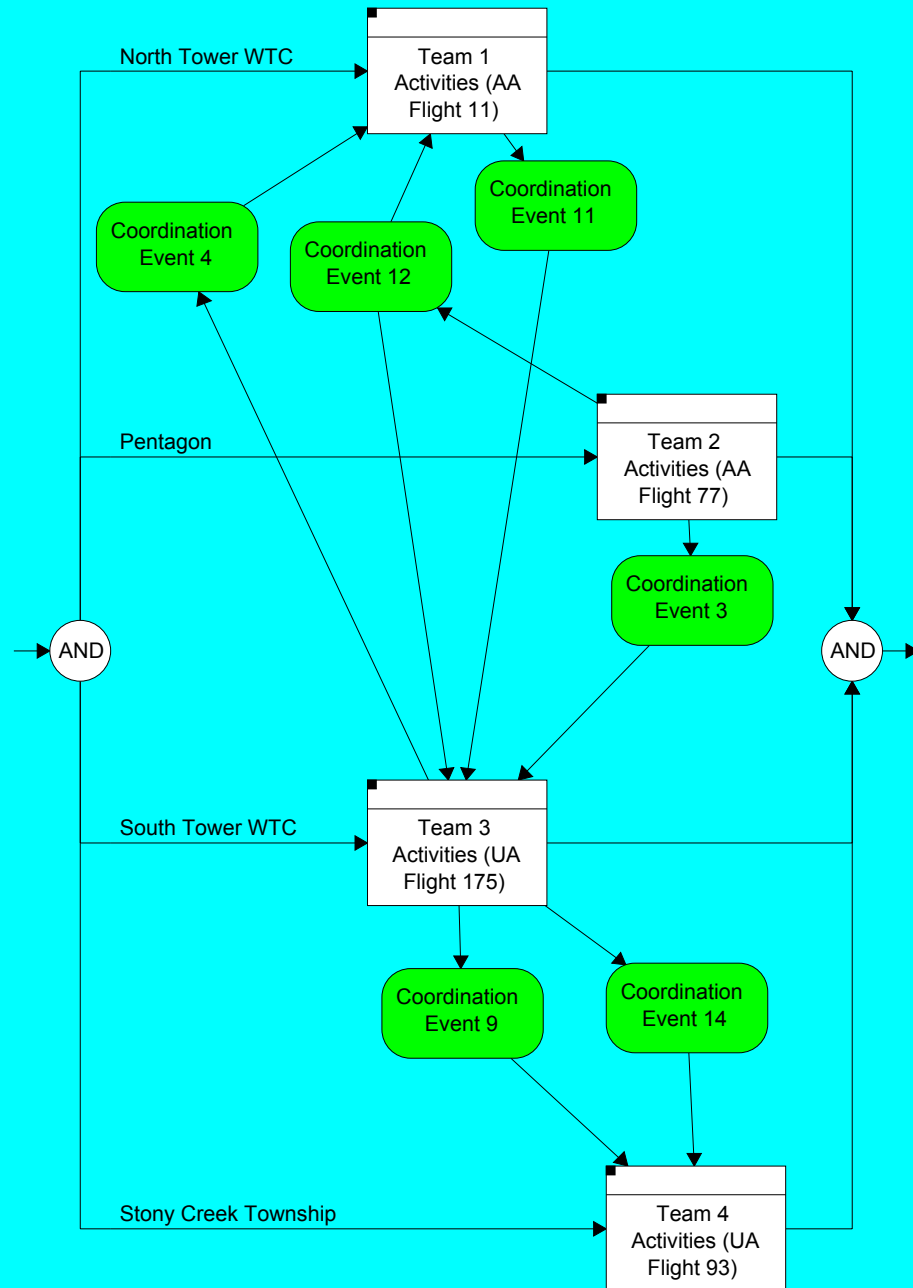 North Tower WTC
Team 1
Activities (AA
Flight 11)
Coordination
Event 11
Coordination
Event 4
Coordination
Event 12
Pentagon
Team 2
Activities (AA
Flight 77)
Coordination
Event 3
AND
AND
South Tower WTC
Team 3
Activities (UA
Flight 175)
Coordination
Event 9
Coordination
Event 14
Stony Creek Township
Team 4
Activities (UA
Flight 93)